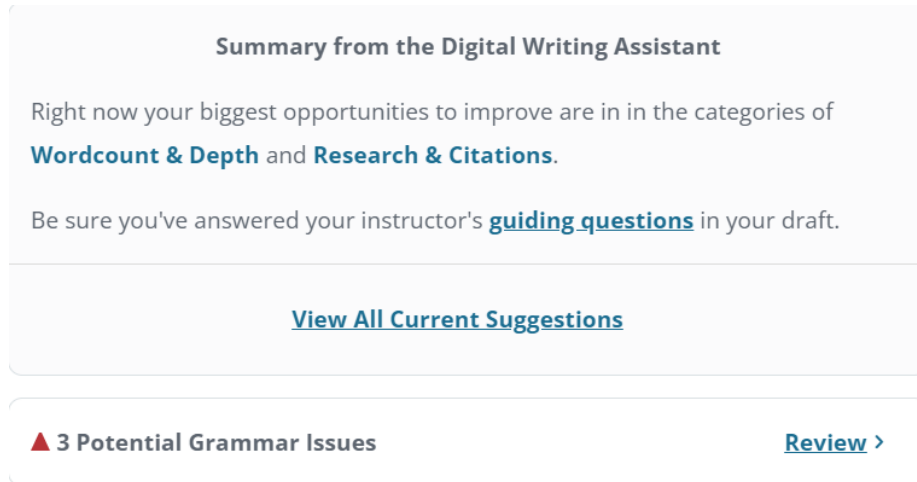 Summary from the Digital Writing Assistant
Right now your biggest opportunities to improve are in in the categories of
Wordcount & Depth and Research & Citations.
Be sure you've answered your instructor's guiding questions in your draft.
View All Current Suggestions
3 Potential Grammar Issues
Review >